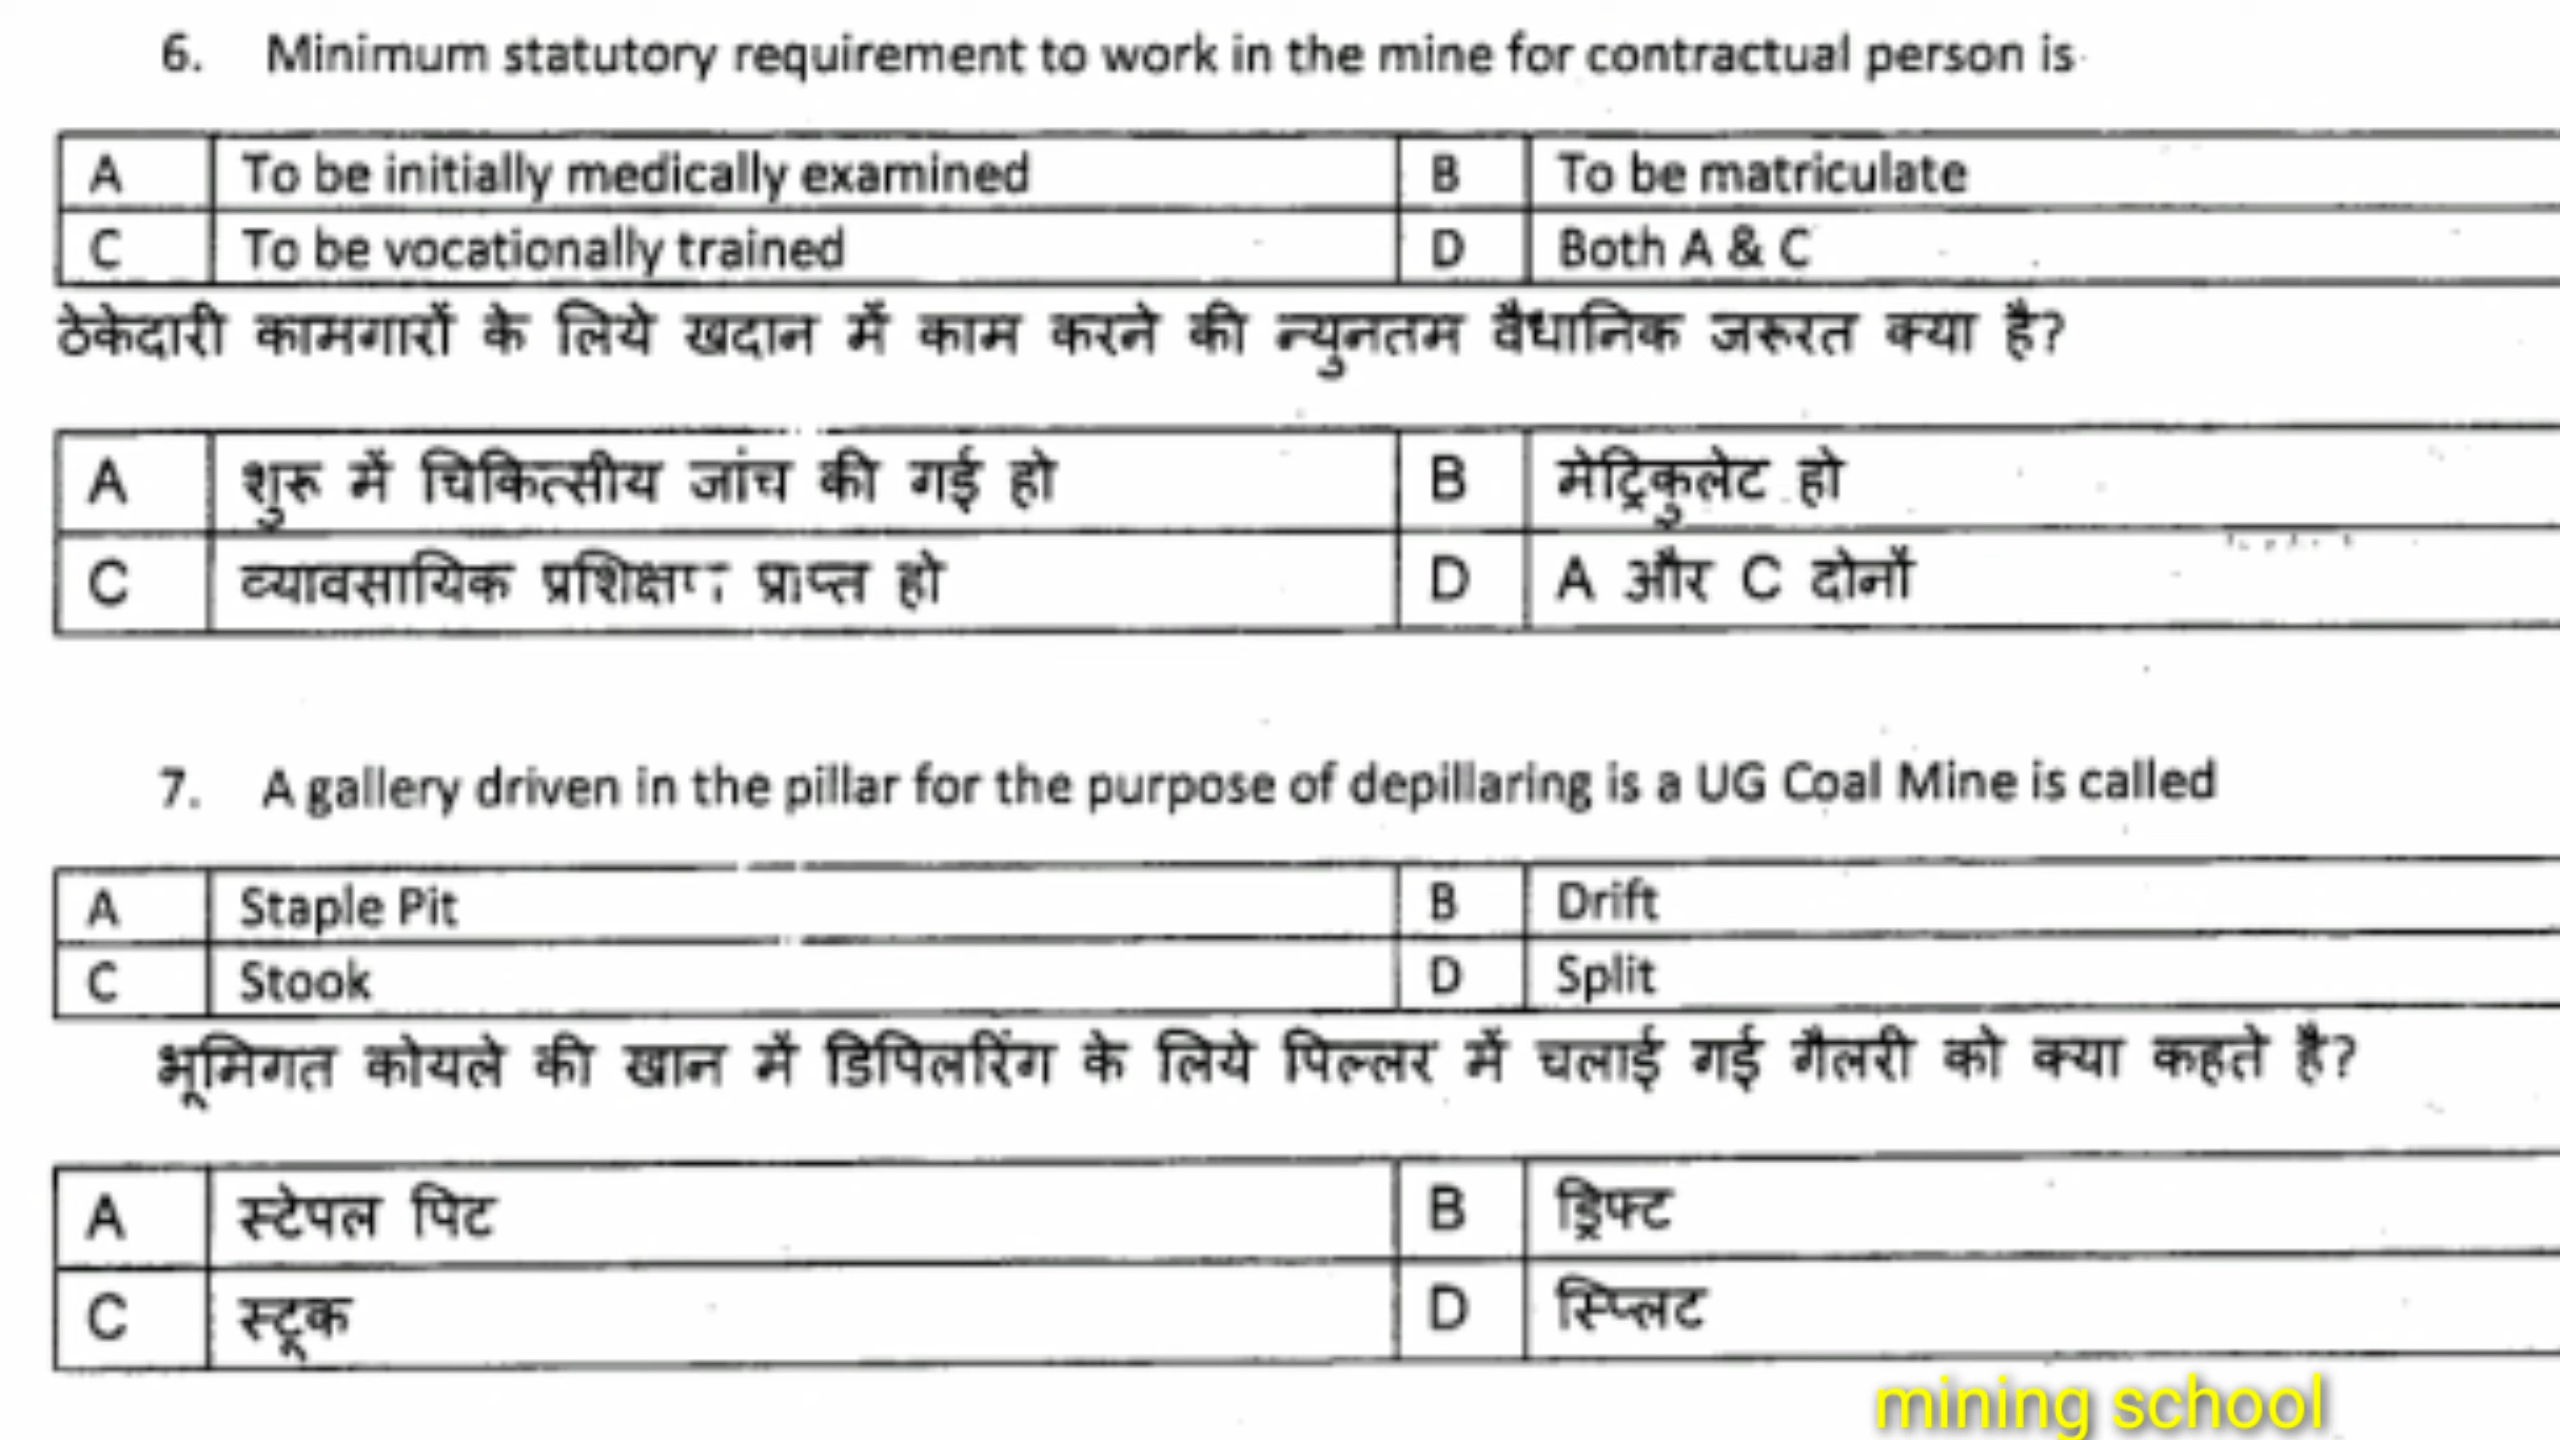 6. Minimum statutory requirement to work in the mine for contractual person is
A To be initially medically examined B To be matriculate
C To be vocationally trained D Both A & C
ठेकेदारी कामगारों के लिये खदान में काम करने की न्युनतम वैधानिक जरूरत क्या है?
A शुरू में चिकित्सीय जांच की गई हो B मेट्रिकुलेट हो
C व्यावसायिक प्राप्त हो D A और C दोनों
7. A gallery driven in the pillar for the purpose of depillaring is a UG Coal Mine is called
A Staple Pit B Drift
C Stook D Split
भूमिगत कोयले की खान में डिपिलरिंग के लिये पिल्लर में चलाई गई गैलरी को क्या कहते है?
A स्टेपल पिट B ड्रिफ्ट
C स्टूक D स्प्लिट
mining school